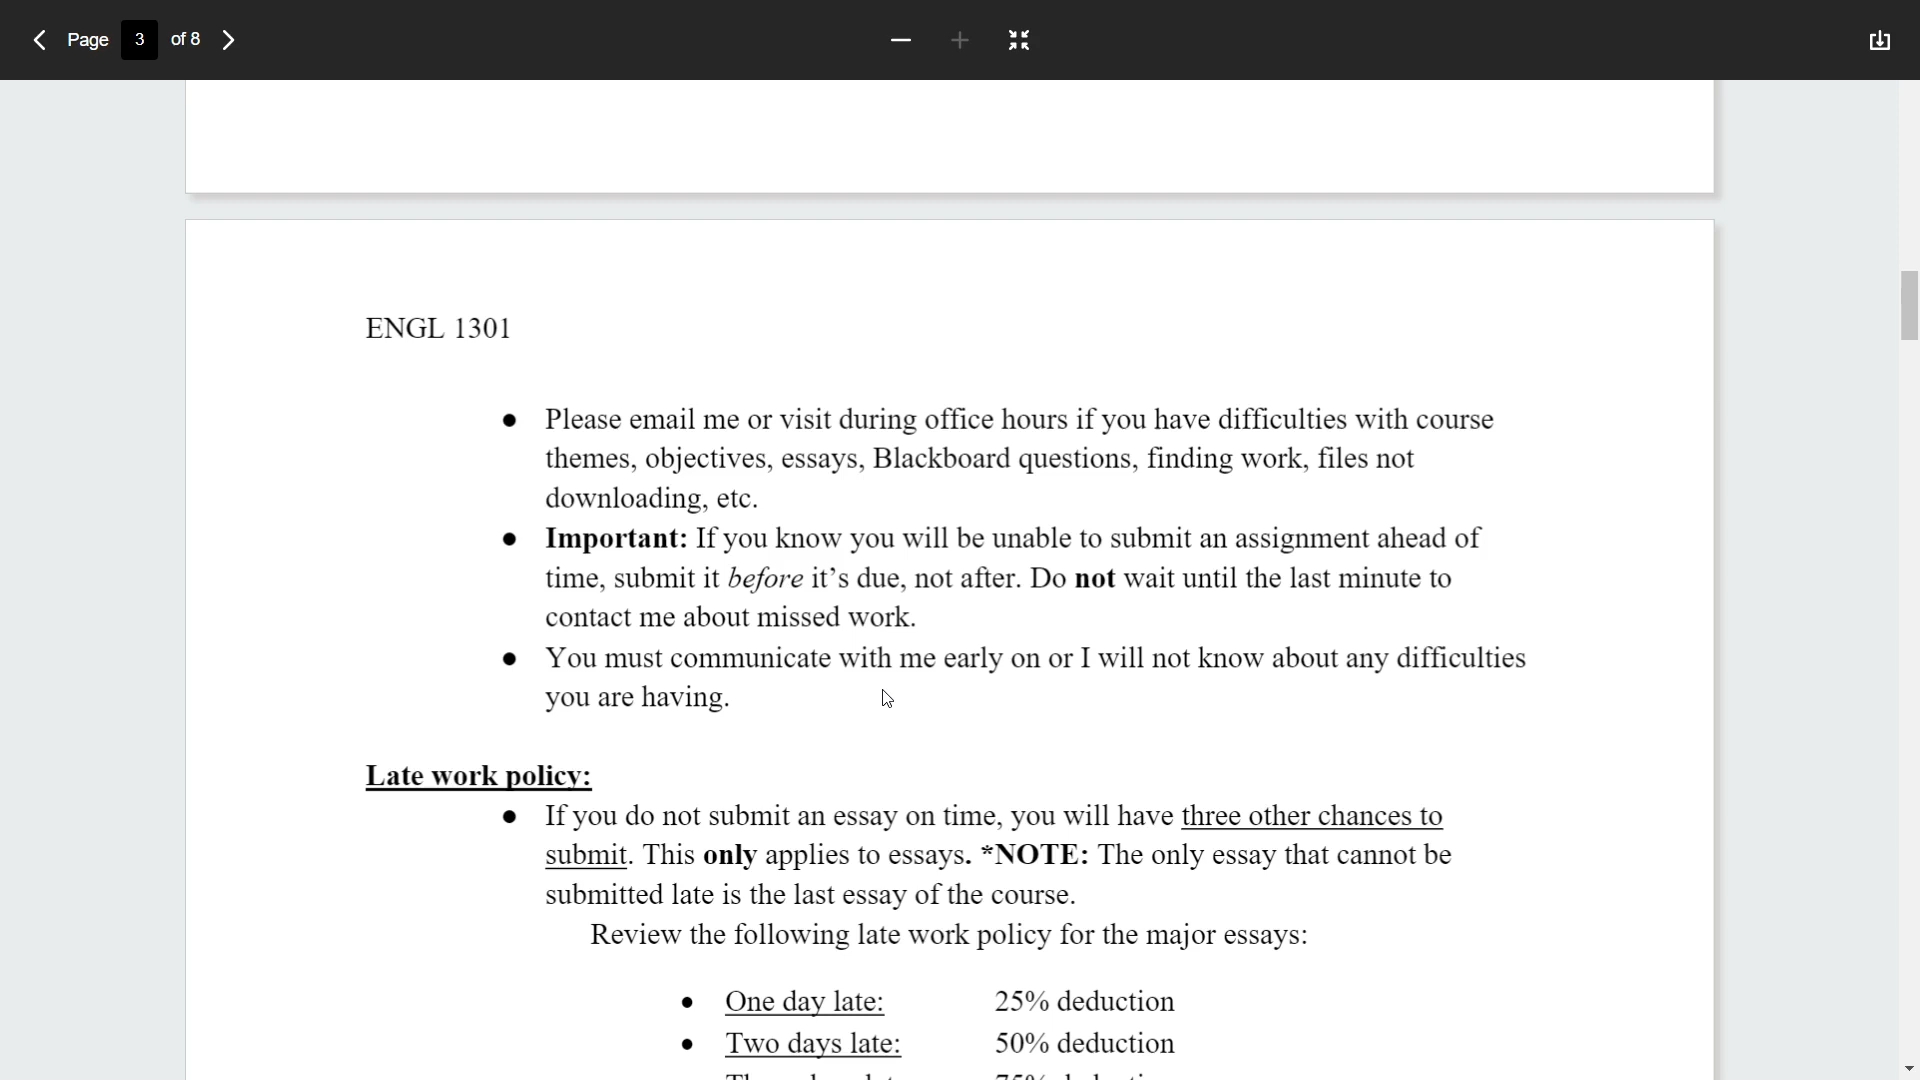 Page 3 of 8
ENGL 1301
● Please email me or visit during office hours if you have difficulties with course
themes, objectives, essays, Blackboard questions, finding work, files not
downloading, etc.
● Important: If you know you will be unable to submit an assignment ahead of
time, submit it before it’s due, not after. Do not wait until the last minute to
contact me about missed work.
● You must communicate with me early on or I will not know about any difficulties
you are having.
Late work policy:
● If you do not submit an essay on time, you will have three other chances to
submit. This only applies to essays. *NOTE: The only essay that cannot be
submitted late is the last essay of the course.
Review the following late work policy for the major essays:
● One day late: 25% deduction
● Two days late: 50% deduction